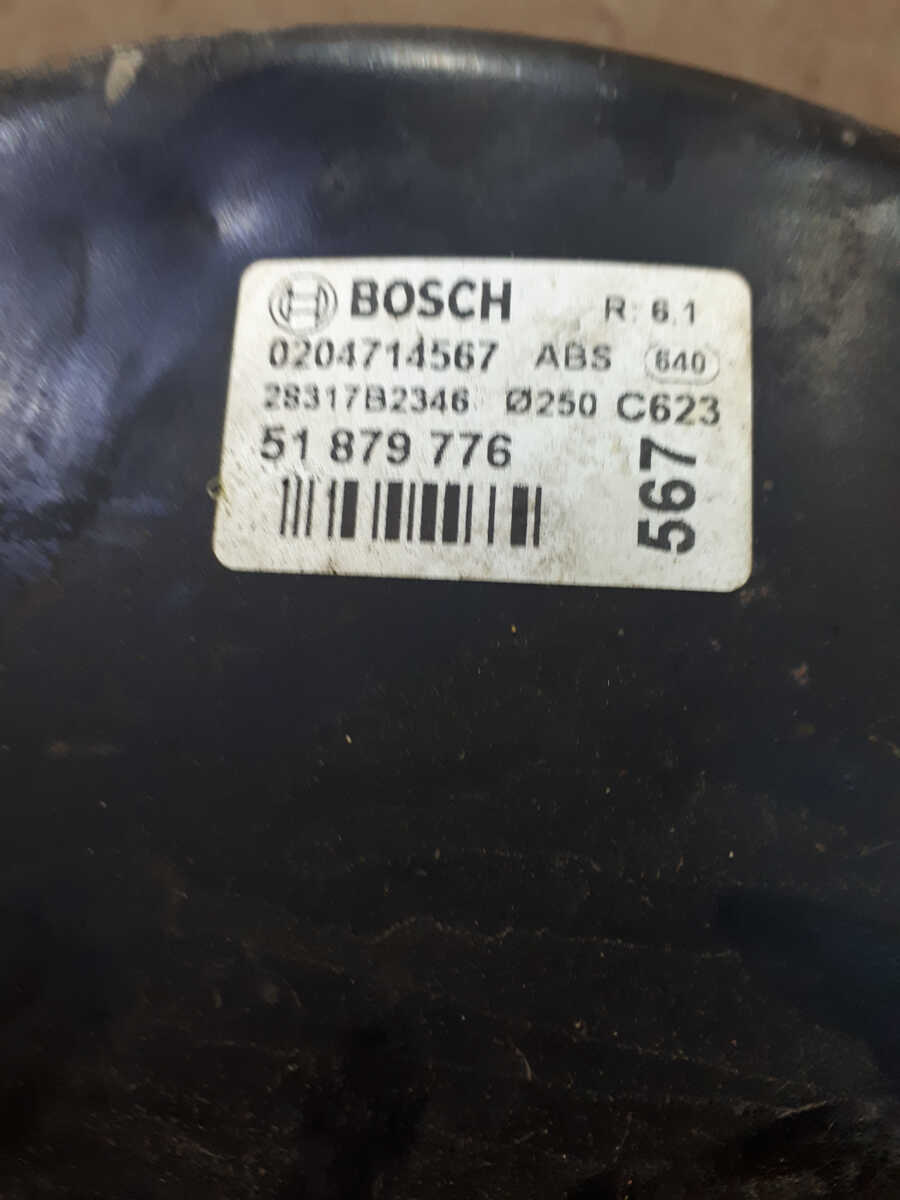 BOSCH R: 6.1
0204714567 ABS 640
28317B2346 Ø250 C623
51 879 776
567